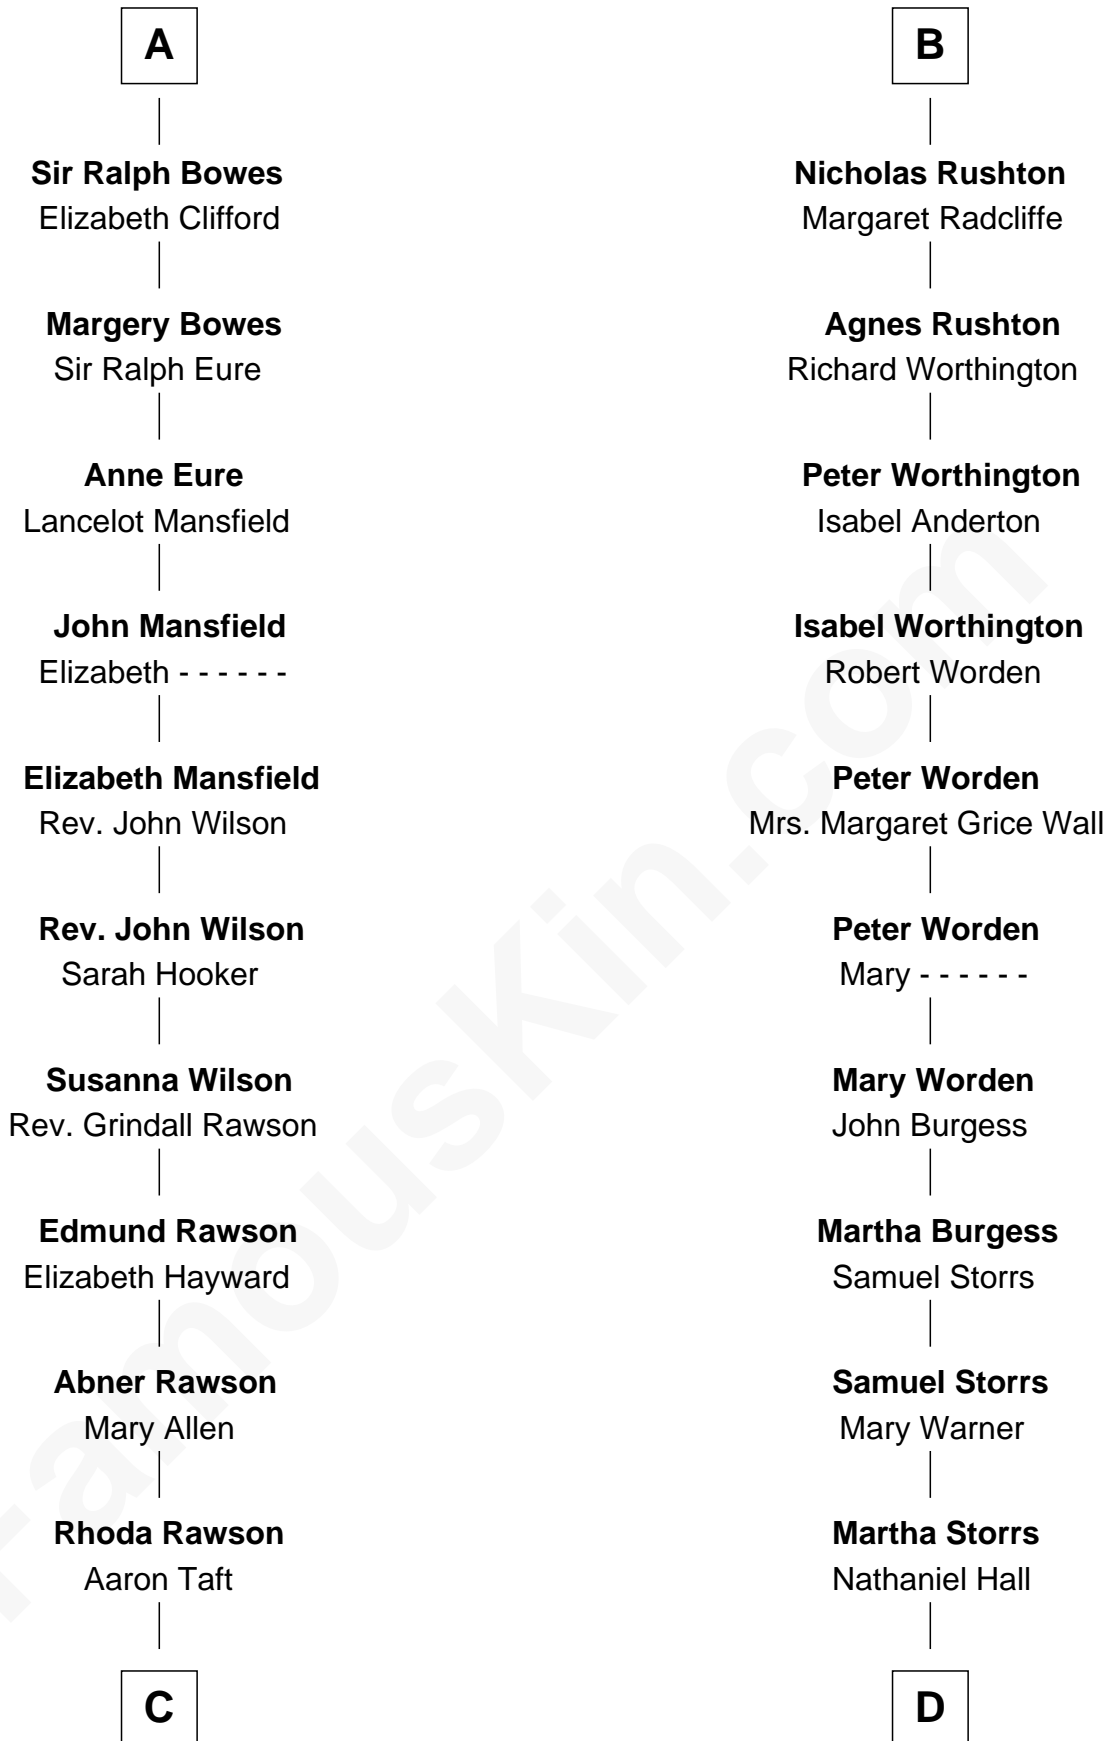 A
Sir Ralph Bowes
Elizabeth Clifford
Margery Bowes
Sir Ralph Eure
Anne Eure
Lancelot Mansfield
John Mansfield
Elizabeth - - - - - -
Elizabeth Mansfield
Rev. John Wilson
Rev. John Wilson
Sarah Hooker
Susanna Wilson
Rev. Grindall Rawson
Edmund Rawson
Elizabeth Hayward
Abner Rawson
Mary Allen
Rhoda Rawson
Aaron Taft
C
B
Nicholas Rushton
Margaret Radcliffe
Agnes Rushton
Richard Worthington
Peter Worthington
Isabel Anderton
Isabel Worthington
Robert Worden
Peter Worden
Mrs. Margaret Grice Wall
Peter Worden
Mary - - - - - -
Mary Worden
John Burgess
Martha Burgess
Samuel Storrs
Samuel Storrs
Mary Warner
Martha Storrs
Nathaniel Hall
D
FamousKin.com